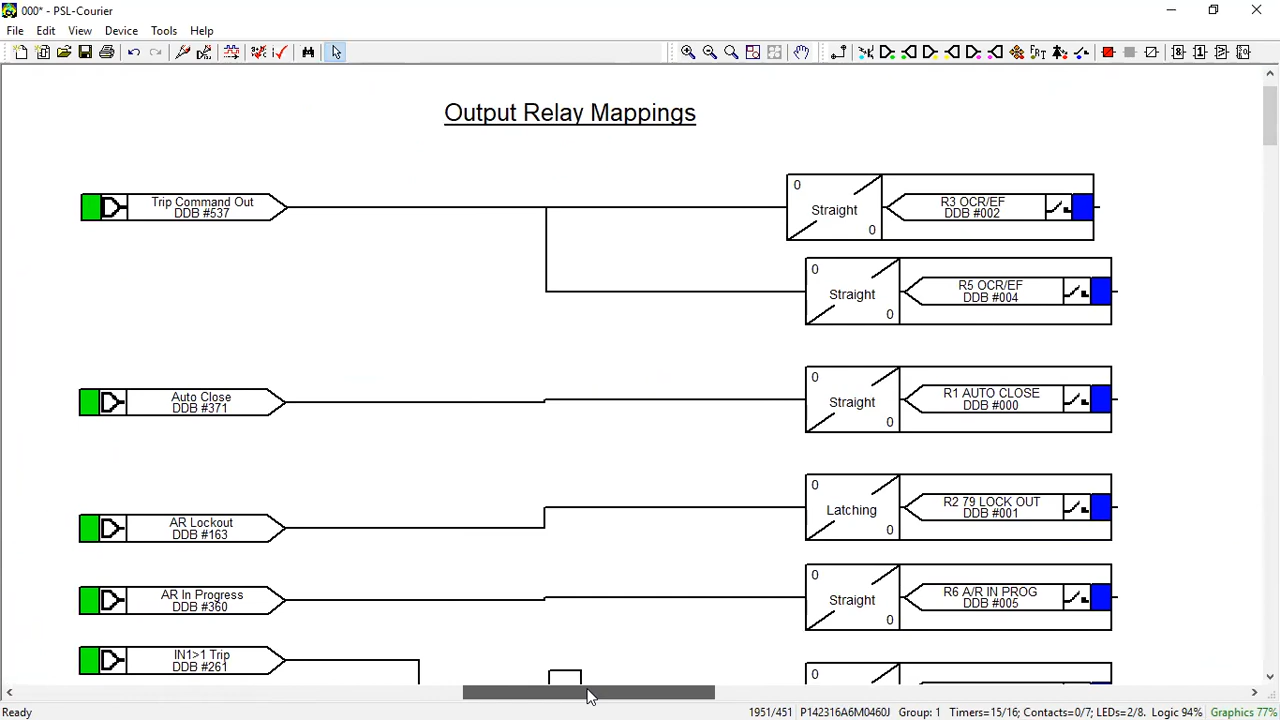 000* - PSL-Courier
File Edit View Device Tools Help
Output Relay Mappings
Trip Command Out
DDB #537
0
Straight
0
R3 OCR/EF
DDB #002
0
Straight
0
R5 OCR/EF
DDB #004
Auto Close
DDB #371
0
Straight
0
R1 AUTO CLOSE
DDB #000
AR Lockout
DDB #163
0
Latching
0
R2 79 LOCK OUT
DDB #001
AR In Progress
DDB #360
0
Straight
0
R6 A/R IN PROG
DDB #005
IN1>1 Trip
DDB #261
Ready 1951/451 P142316A6M0460J Group: 1 Timers=15/16; Contacts=0/7; LEDs=2/8. Logic 94% Graphics 77%